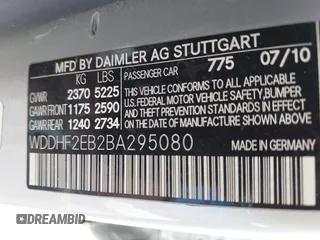 MFD BY DAIMLER AG STUTTGART
KG LBS PASSENGER CAR 775 07/10
GVWR 2370 5225
GAWR FRONT 1175 2590
GAWR REAR 1240 2734
THIS VEHICLE CONFORMS TO ALL APPLICABLE U.S. FEDERAL MOTOR VEHICLE SAFETY, BUMPER AND THEFT PREVENTION STANDARDS IN EFFECT ON THE DATE OF MANUFACTURE SHOWN ABOVE.
WDDHF2EB2BA295080
MADE IN GERMANY
BIDHISTORY